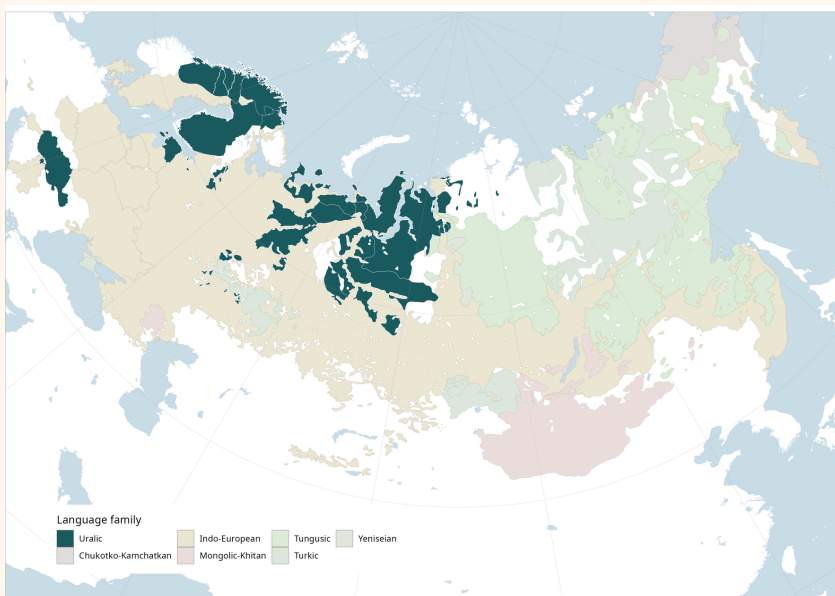 Language family
Uralic Indo-European Tungusic Yeniseian
Chukotko-Kamchatkan Mongolic-Khitan Turkic